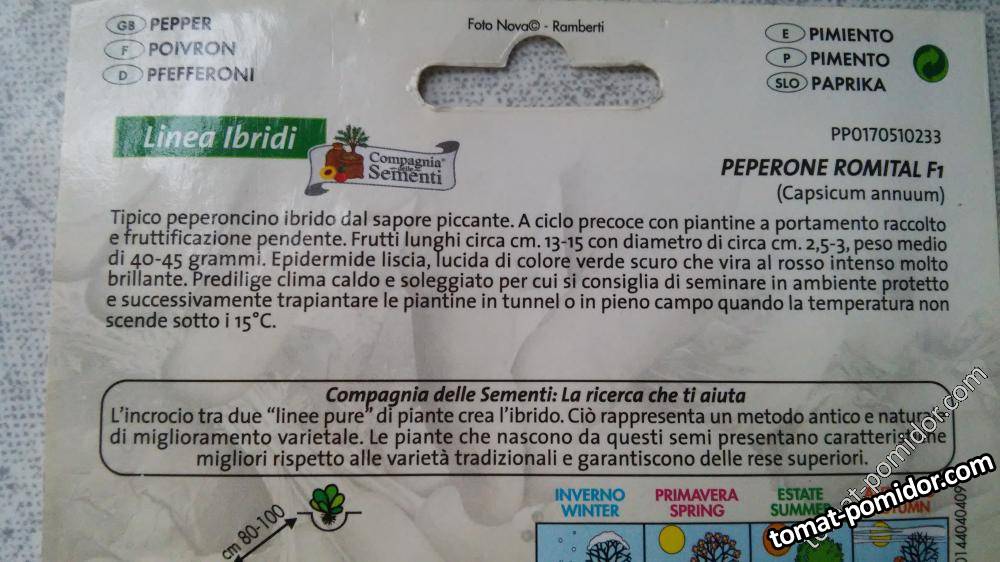 GB PEPPER
F POIVRON
D PFEFFERONI
Foto Nova© - Ramberti
E PIMIENTO
P PIMENTO
SLO PAPRIKA
Linea Ibridi
Compagnia®
delle
Sementi
PP0170510233
PEPERONE ROMITAL F1
(Capsicum annuum)
Tipico peperoncino ibrido dal sapore piccante. A ciclo precoce con piantine a portamento raccolto
e fruttificazione pendente. Frutti lunghi circa cm. 13-15 con diametro di circa cm. 2,5-3, peso medio
di 40-45 grammi. Epidermide liscia, lucida di colore verde scuro che vira al rosso intenso molto
brillante. Predilige clima caldo e soleggiato per cui si consiglia di seminare in ambiente protetto
e successivamente trapiantare le piantine in tunnel o in pieno campo quando la temperatura non
scende sotto i 15°C.
Compagnia delle Sementi: La ricerca che ti aiuta
L'incrocio tra due "linee pure" di piante crea l'ibrido. Ciò rappresenta un metodo antico e
di miglioramento varietale. Le piante che nascono da questi semi presentano
migliori rispetto alle varietà tradizionali e garantiscono delle rese superiori.
cm 80-100
INVERNO
WINTER
PRIMAVERA
SPRING
ESTATE
SUMMER
tomat-pomidor.com
tomat-pomidor.com